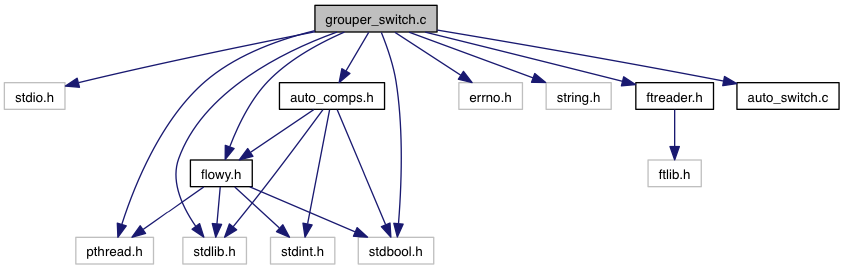 grouper_switch.c
stdio.h
auto_comps.h
errno.h
string.h
ftreader.h
auto_switch.c
flowy.h
ftlib.h
pthread.h
stdlib.h
stdint.h
stdbool.h